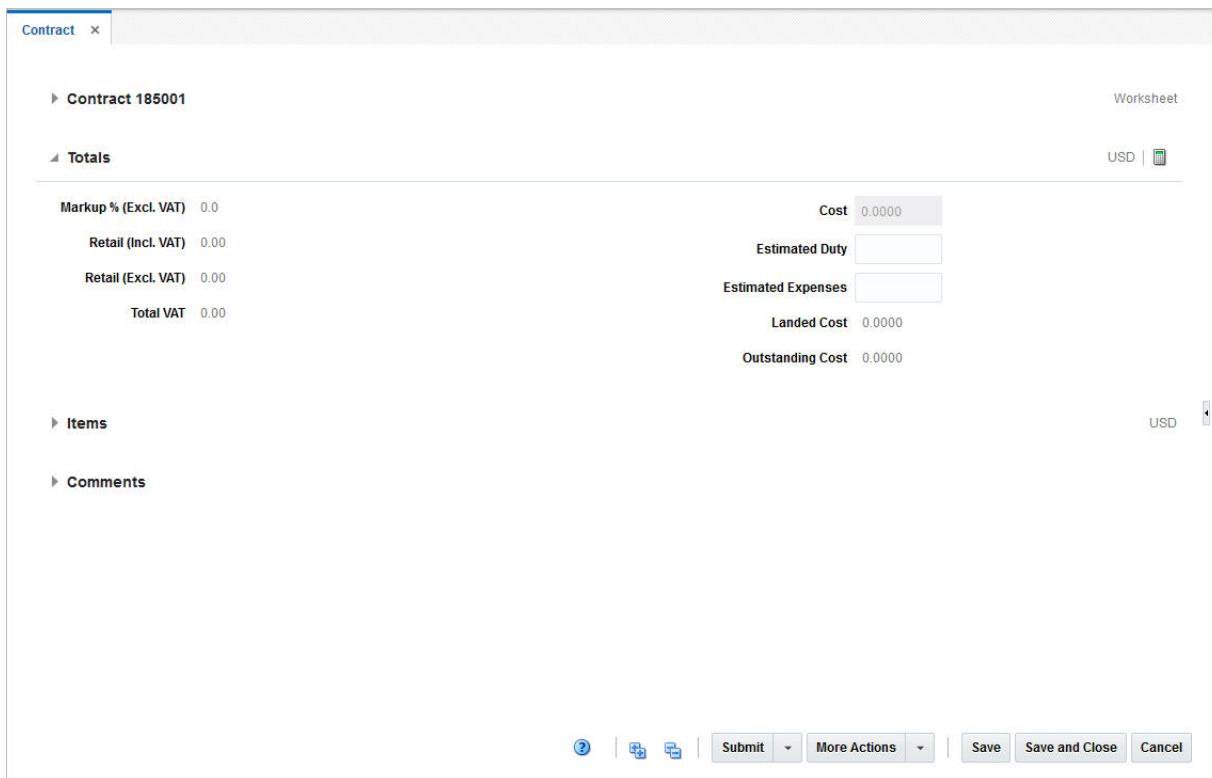 Contract ×
Contract 185001 Worksheet
Totals USD
Markup % (Excl. VAT) 0.0 Cost 0.0000
Retail (Incl. VAT) 0.00 Estimated Duty
Retail (Excl. VAT) 0.00 Estimated Expenses
Total VAT 0.00 Landed Cost 0.0000
Outstanding Cost 0.0000
Items USD
Comments
? Submit More Actions Save Save and Close Cancel